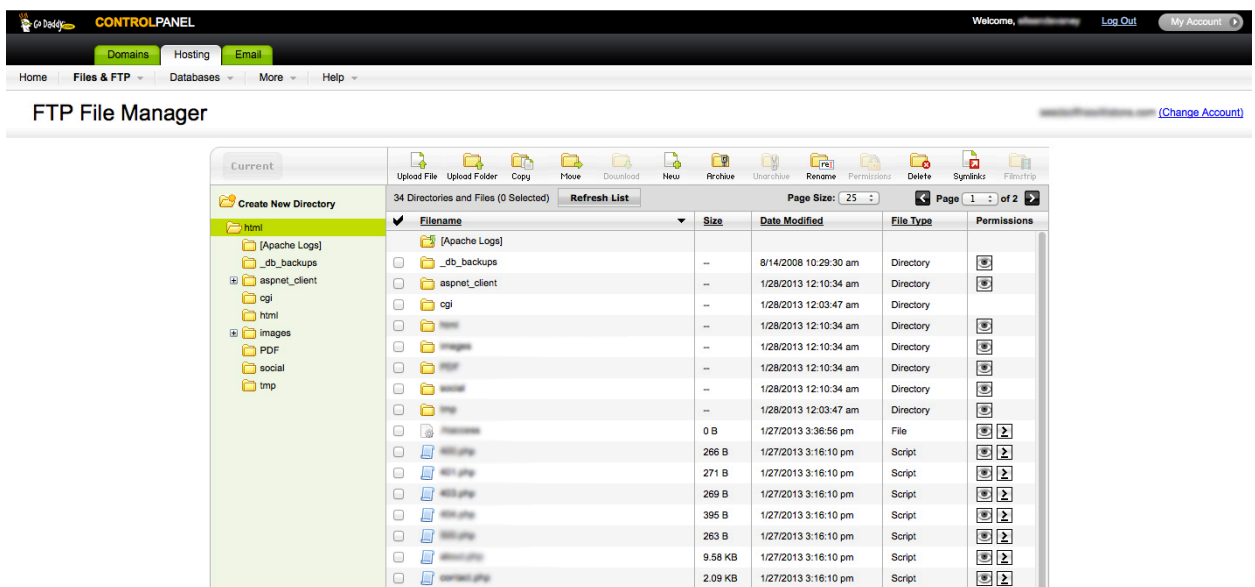 Go Daddy.com CONTROLPANEL Welcome, Log Out My Account
Domains Hosting Email
Home Files & FTP Databases More Help
FTP File Manager (Change Account)
Current
Upload File Upload Folder Copy Move Download New Archive Unarchive Rename Permissions Delete Symlinks Filmstrip
Create New Directory
34 Directories and Files (0 Selected) Refresh List Page Size: 25 Page 1 of 2
Filename Size Date Modified File Type Permissions
html
[Apache Logs]
_db_backups
aspnet_client
cgi
html
images
PDF
social
tmp
[Apache Logs]
_db_backups -- 8/14/2008 10:29:30 am Directory
aspnet_client -- 1/28/2013 12:10:34 am Directory
cgi -- 1/28/2013 12:03:47 am Directory
-- 1/28/2013 12:10:34 am Directory
-- 1/28/2013 12:10:34 am Directory
-- 1/28/2013 12:10:34 am Directory
-- 1/28/2013 12:10:34 am Directory
-- 1/28/2013 12:03:47 am Directory
0 B 1/27/2013 3:36:56 pm File
266 B 1/27/2013 3:16:10 pm Script
271 B 1/27/2013 3:16:10 pm Script
269 B 1/27/2013 3:16:10 pm Script
395 B 1/27/2013 3:16:10 pm Script
263 B 1/27/2013 3:16:10 pm Script
9.58 KB 1/27/2013 3:16:10 pm Script
2.09 KB 1/27/2013 3:16:10 pm Script